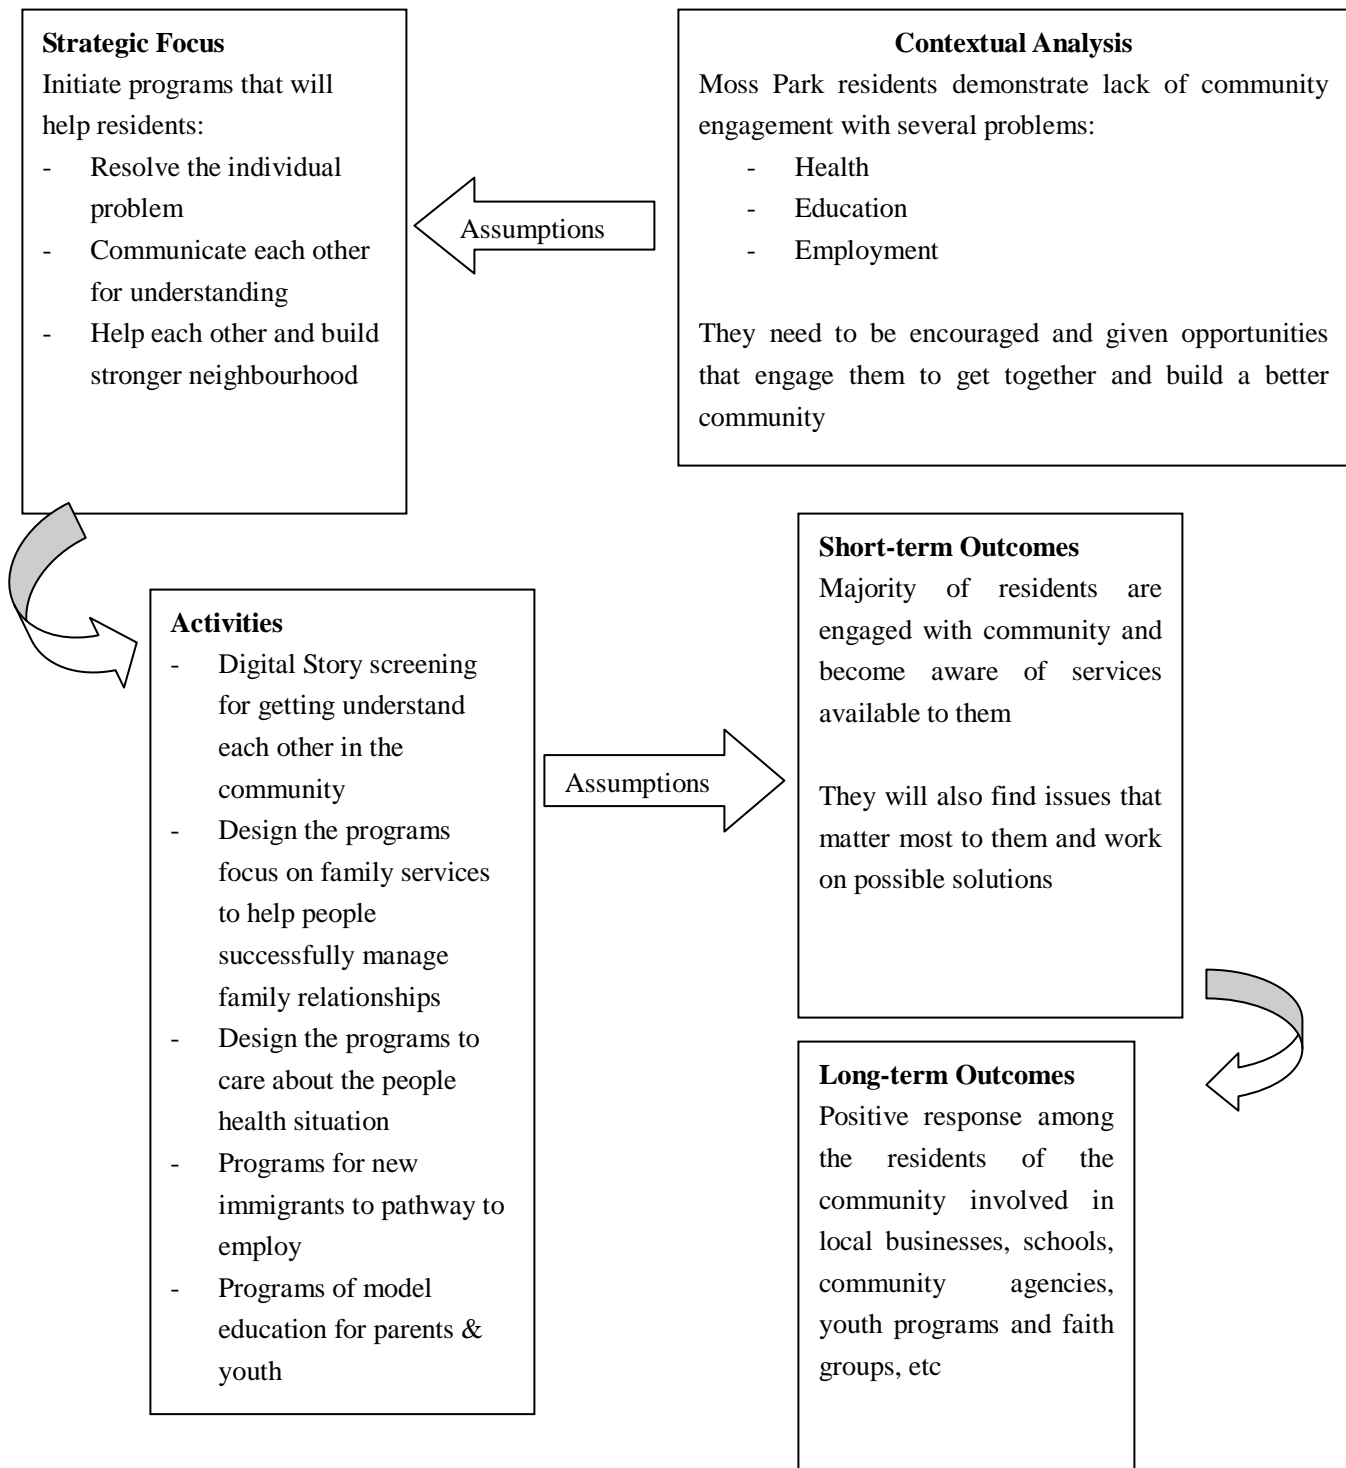 Strategic Focus
Initiate programs that will
help residents:
- Resolve the individual
problem
- Communicate each other
for understanding
- Help each other and build
stronger neighbourhood
Assumptions
Contextual Analysis
Moss Park residents demonstrate lack of community
engagement with several problems:
- Health
- Education
- Employment
They need to be encouraged and given opportunities
that engage them to get together and build a better
community
Activities
- Digital Story screening
for getting understand
each other in the
community
- Design the programs
focus on family services
to help people
successfully manage
family relationships
- Design the programs to
care about the people
health situation
- Programs for new
immigrants to pathway to
employ
- Programs of model
education for parents &
youth
Assumptions
Short-term Outcomes
Majority of residents are
engaged with community and
become aware of services
available to them
They will also find issues that
matter most to them and work
on possible solutions
Long-term Outcomes
Positive response among
the residents of the
community involved in
local businesses, schools,
community agencies,
youth programs and faith
groups, etc